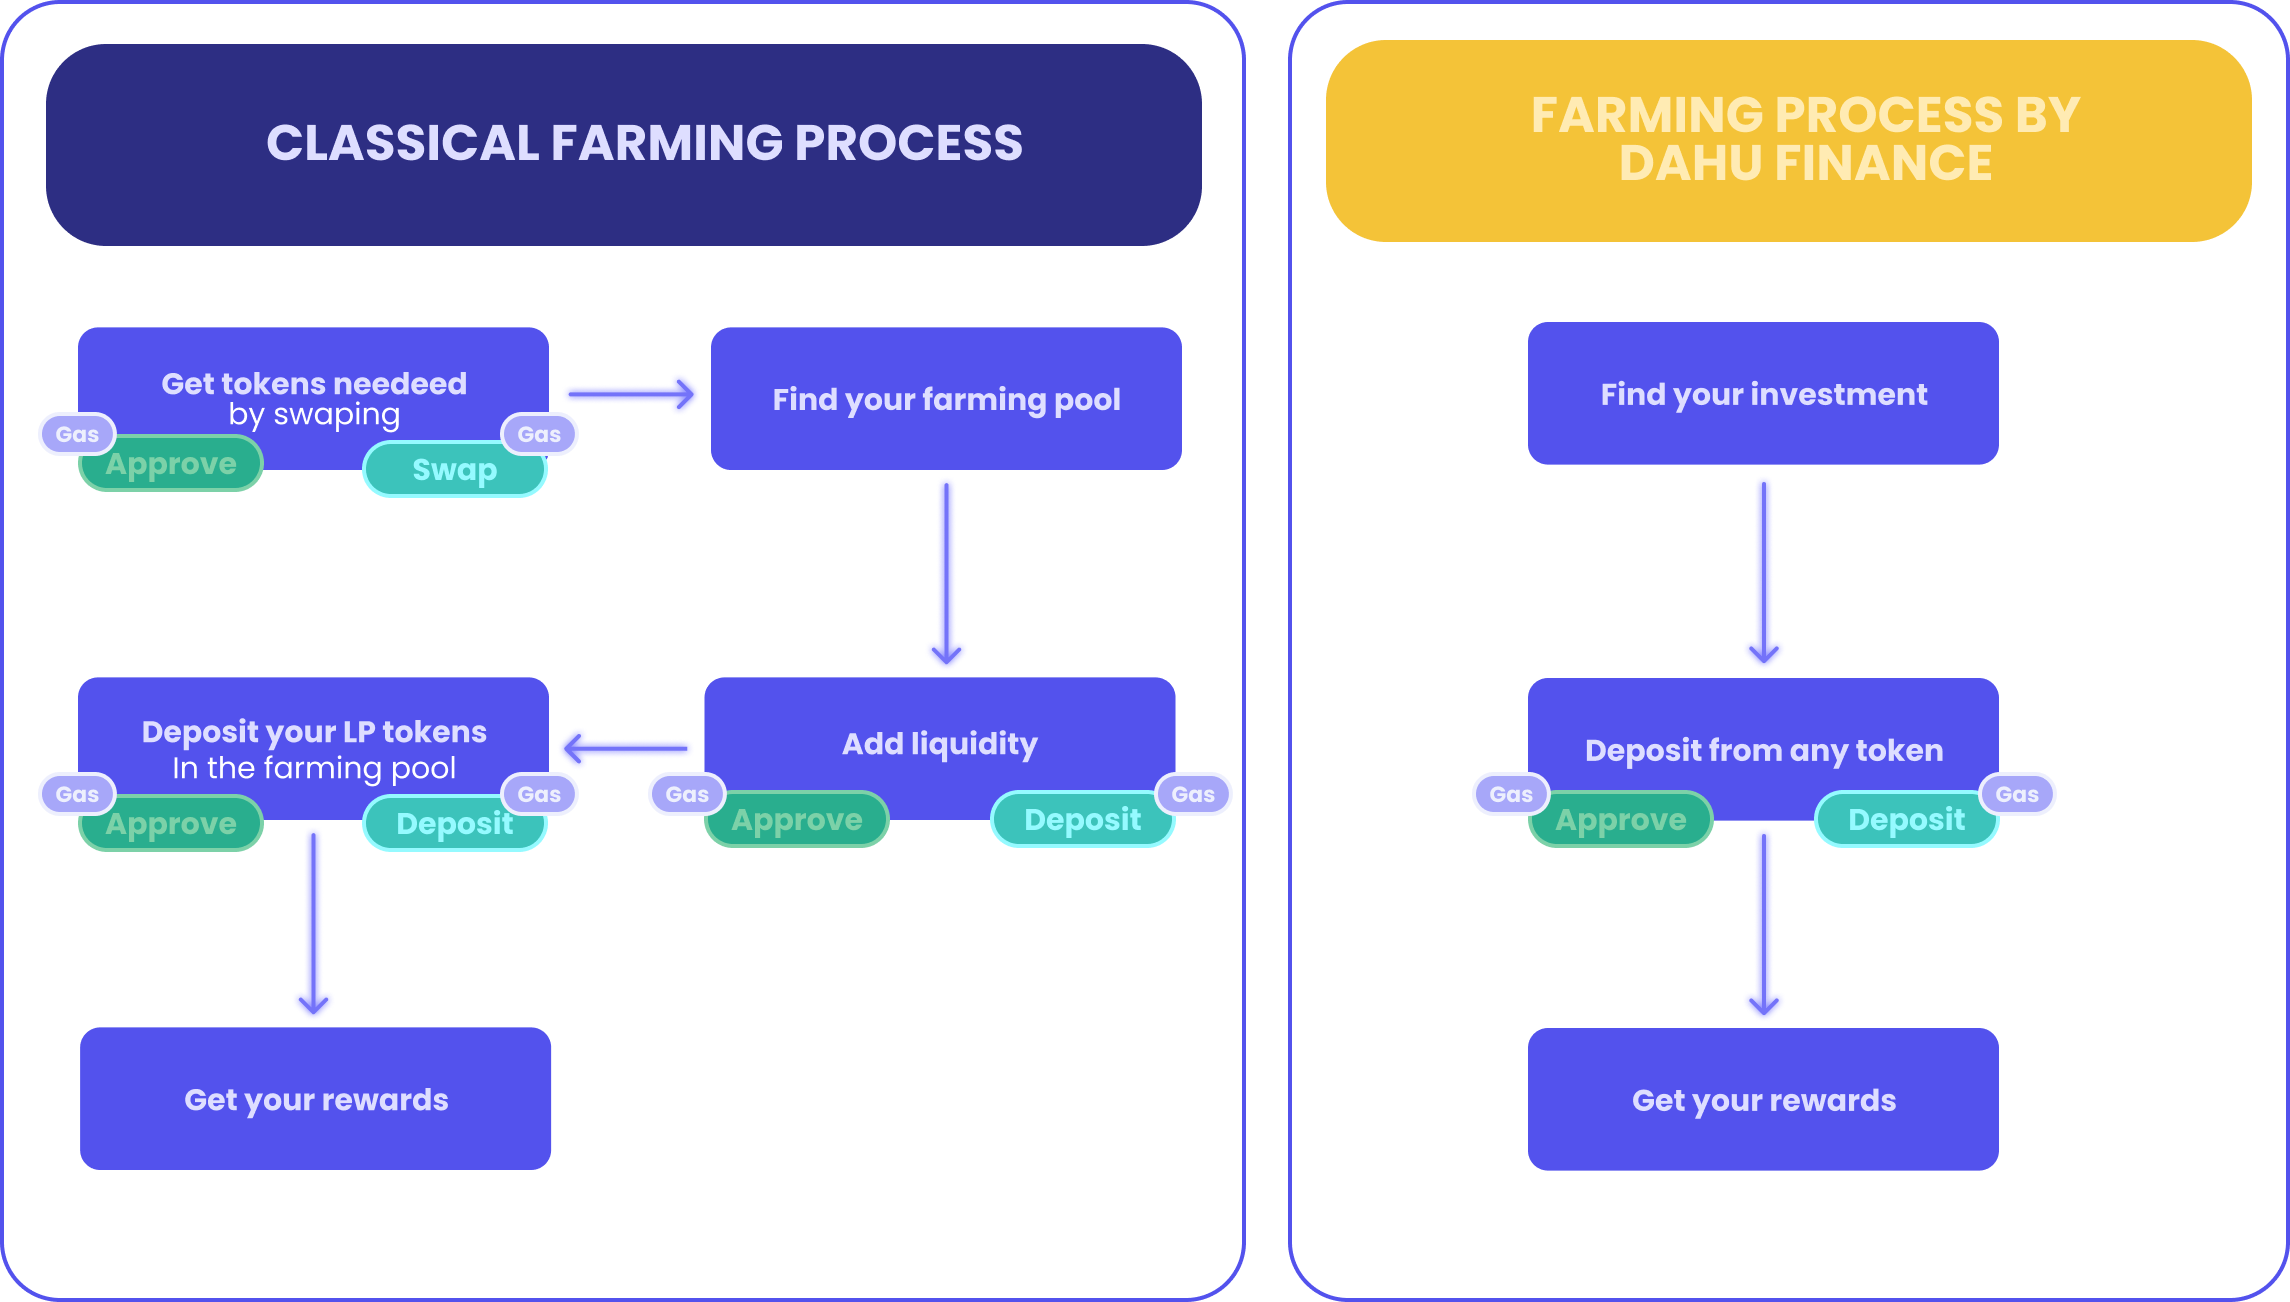 CLASSICAL FARMING PROCESS
Get tokens needeed
by swaping
Gas
Approve
Gas
Swap
Find your farming pool
Add liquidity
Gas
Approve
Gas
Deposit
Deposit your LP tokens
In the farming pool
Gas
Approve
Gas
Deposit
Get your rewards
FARMING PROCESS BY
DAHU FINANCE
Find your investment
Deposit from any token
Gas
Approve
Gas
Deposit
Get your rewards